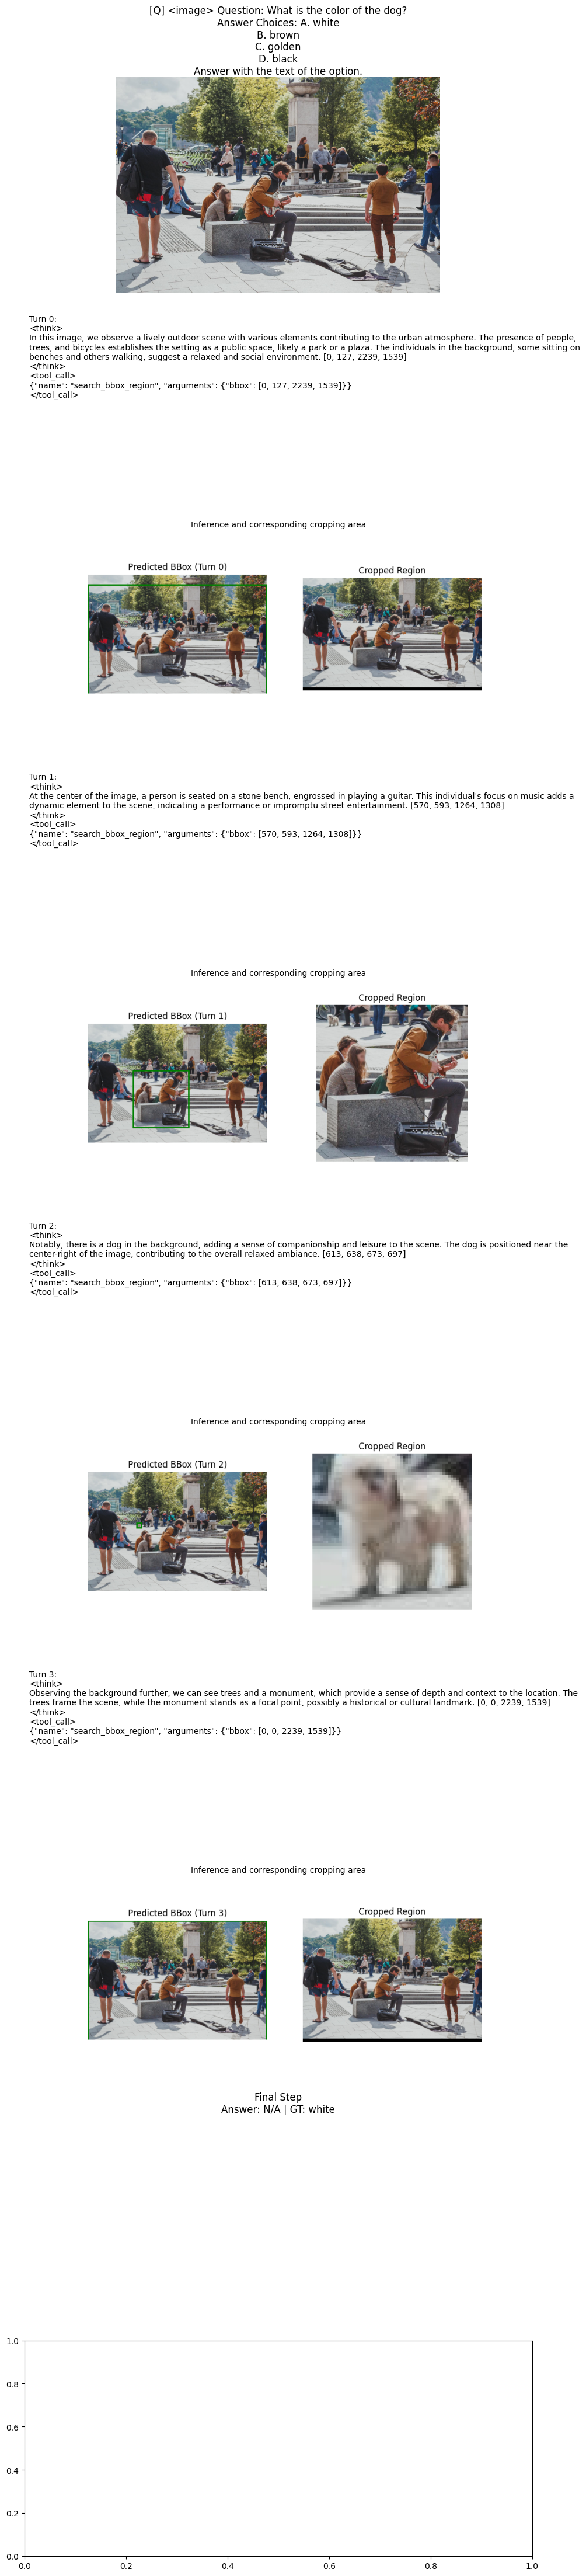 [Q] <image> Question: What is the color of the dog?
Answer Choices: A. white
B. brown
C. golden
D. black
Answer with the text of the option.
Turn 0:
<think>
In this image, we observe a lively outdoor scene with various elements contributing to the urban atmosphere. The presence of people,
trees, and bicycles establishes the setting as a public space, likely a park or a plaza. The individuals in the background, some sitting on
benches and others walking, suggest a relaxed and social environment. [0, 127, 2239, 1539]
</think>
<tool_call>
{"name": "search_bbox_region", "arguments": {"bbox": [0, 127, 2239, 1539]}}
</tool_call>
Inference and corresponding cropping area
Predicted BBox (Turn 0)
Cropped Region
Turn 1:
<think>
At the center of the image, a person is seated on a stone bench, engrossed in playing a guitar. This individual's focus on music adds a
dynamic element to the scene, indicating a performance or impromptu street entertainment. [570, 593, 1264, 1308]
</think>
<tool_call>
{"name": "search_bbox_region", "arguments": {"bbox": [570, 593, 1264, 1308]}}
</tool_call>
Inference and corresponding cropping area
Predicted BBox (Turn 1)
Cropped Region
Turn 2:
<think>
Notably, there is a dog in the background, adding a sense of companionship and leisure to the scene. The dog is positioned near the
center-right of the image, contributing to the overall relaxed ambiance. [613, 638, 673, 697]
</think>
<tool_call>
{"name": "search_bbox_region", "arguments": {"bbox": [613, 638, 673, 697]}}
</tool_call>
Inference and corresponding cropping area
Predicted BBox (Turn 2)
Cropped Region
Turn 3:
<think>
Observing the background further, we can see trees and a monument, which provide a sense of depth and context to the location. The
trees frame the scene, while the monument stands as a focal point, possibly a historical or cultural landmark. [0, 0, 2239, 1539]
</think>
<tool_call>
{"name": "search_bbox_region", "arguments": {"bbox": [0, 0, 2239, 1539]}}
</tool_call>
Inference and corresponding cropping area
Predicted BBox (Turn 3)
Cropped Region
Final Step
Answer: N/A | GT: white
1.0
0.8
0.6
0.4
0.2
0.0
0.0 0.2 0.4 0.6 0.8 1.0